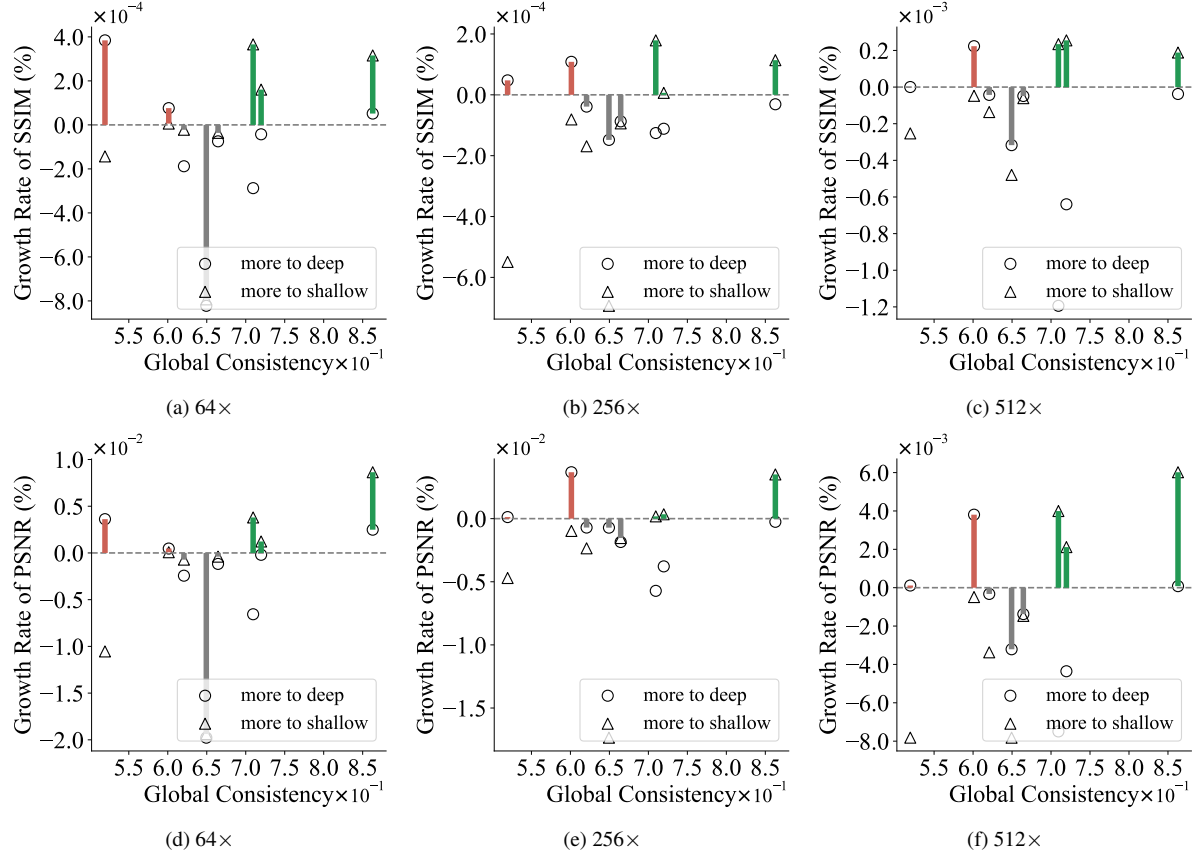 ×10⁻⁴
Growth Rate of SSIM (%)
4.0
2.0
0.0
−2.0
−4.0
−6.0
−8.0
more to deep
more to shallow
5.5 6.0 6.5 7.0 7.5 8.0 8.5
Global Consistency×10⁻¹
(a) 64×
×10⁻⁴
Growth Rate of SSIM (%)
2.0
0.0
−2.0
−4.0
−6.0
more to deep
more to shallow
5.5 6.0 6.5 7.0 7.5 8.0 8.5
Global Consistency×10⁻¹
(b) 256×
×10⁻³
Growth Rate of SSIM (%)
0.2
0.0
−0.2
−0.4
−0.6
−0.8
−1.0
−1.2
more to deep
more to shallow
5.5 6.0 6.5 7.0 7.5 8.0 8.5
Global Consistency×10⁻¹
(c) 512×
×10⁻²
Growth Rate of PSNR (%)
1.0
0.5
0.0
−0.5
−1.0
−1.5
−2.0
more to deep
more to shallow
5.5 6.0 6.5 7.0 7.5 8.0 8.5
Global Consistency×10⁻¹
(d) 64×
×10⁻²
Growth Rate of PSNR (%)
0.0
−0.5
−1.0
−1.5
more to deep
more to shallow
5.5 6.0 6.5 7.0 7.5 8.0 8.5
Global Consistency×10⁻¹
(e) 256×
×10⁻³
Growth Rate of PSNR (%)
6.0
4.0
2.0
0.0
−2.0
−4.0
−6.0
−8.0
more to deep
more to shallow
5.5 6.0 6.5 7.0 7.5 8.0 8.5
Global Consistency×10⁻¹
(f) 512×